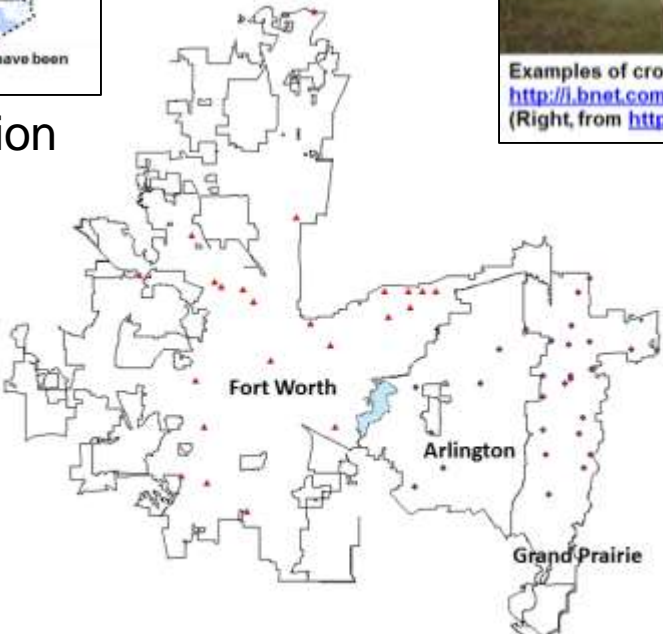 have been
ion
Examples of cro
http://i.bnet.com
(Right, from http
Fort Worth
Arlington
Grand Prairie